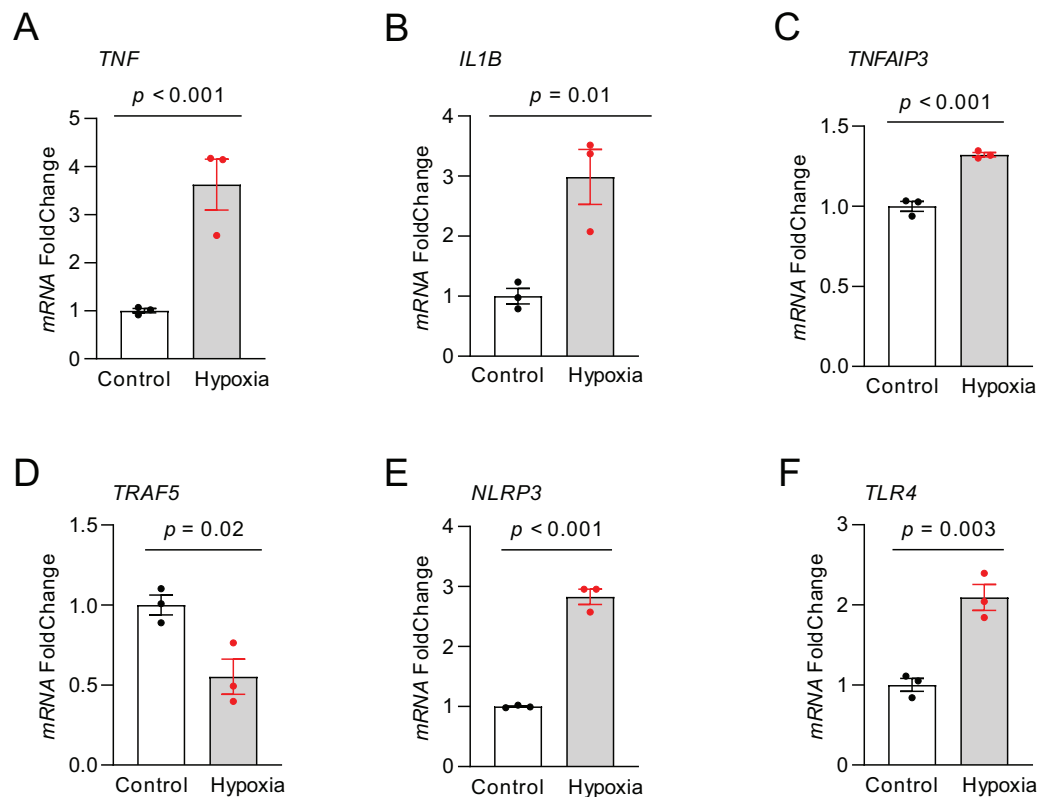 A
TNF
p < 0.001
5
4
3
2
1
0
mRNA FoldChange
Control Hypoxia
B
IL1B
p = 0.01
4
3
2
1
0
mRNA FoldChange
Control Hypoxia
C
TNFAIP3
p < 0.001
1.5
1.0
0.5
0.0
mRNA FoldChange
Control Hypoxia
D
TRAF5
p = 0.02
1.5
1.0
0.5
0.0
mRNA FoldChange
Control Hypoxia
E
NLRP3
p < 0.001
4
3
2
1
0
mRNA FoldChange
Control Hypoxia
F
TLR4
p = 0.003
3
2
1
0
mRNA FoldChange
Control Hypoxia